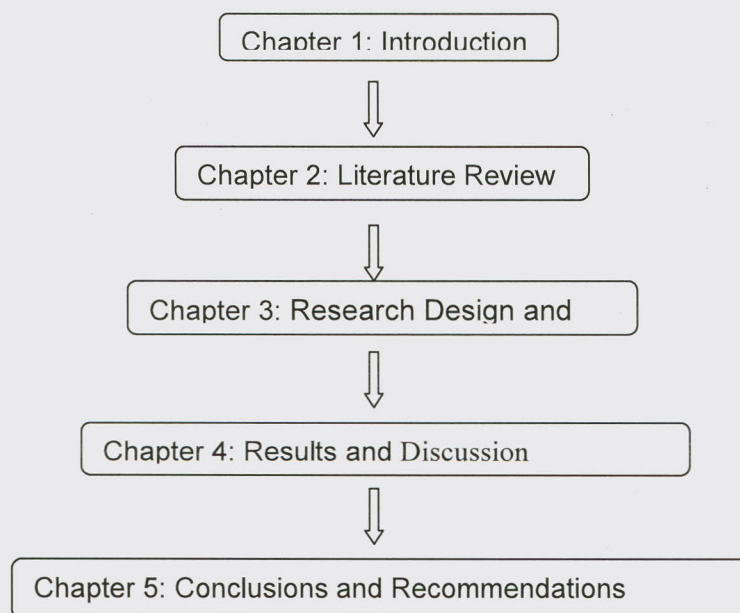 Chapter 1: Introduction
Chapter 2: Literature Review
Chapter 3: Research Design and
Chapter 4: Results and Discussion
Chapter 5: Conclusions and Recommendations